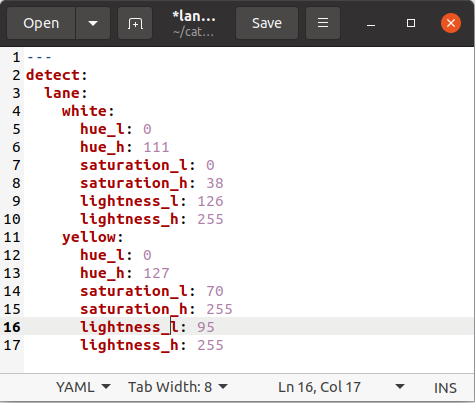 Open
*lan...
~/cat...
Save
1 ---
2 detect:
3   lane:
4     white:
5       hue_l: 0
6       hue_h: 111
7       saturation_l: 0
8       saturation_h: 38
9       lightness_l: 126
10       lightness_h: 255
11     yellow:
12       hue_l: 0
13       hue_h: 127
14       saturation_l: 70
15       saturation_h: 255
16       lightness_l: 95
17       lightness_h: 255
YAML Tab Width: 8 Ln 16, Col 17 INS